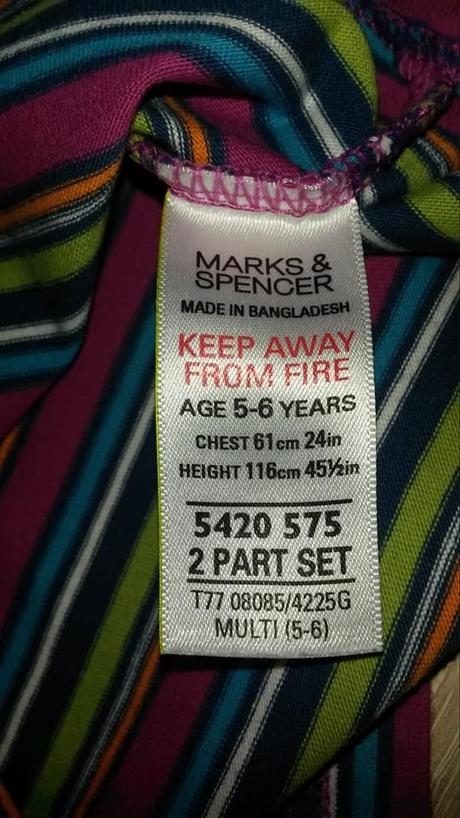 MARKS &
SPENCER
MADE IN BANGLADESH
KEEP AWAY
FROM FIRE
AGE 5-6 YEARS
CHEST 61cm 24in
HEIGHT 116cm 45½in
5420 575
2 PART SET
T77 08085/4225G
MULTI (5-6)